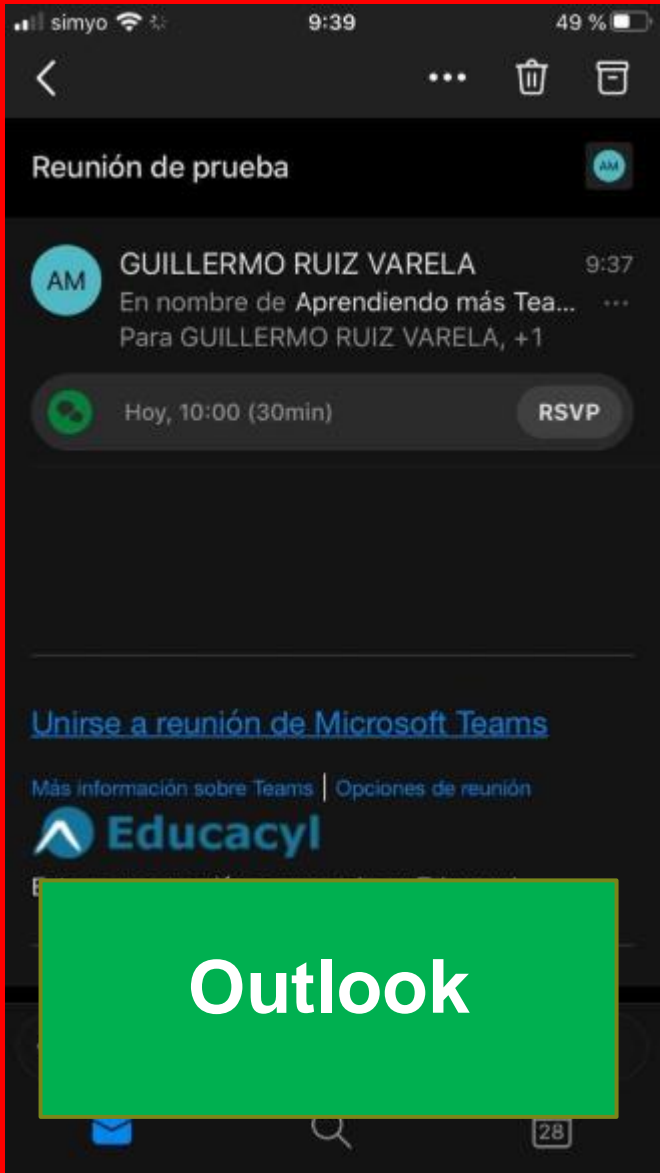 simyo 9:39 49 %
Reunión de prueba
AM
AM
GUILLERMO RUIZ VARELA 9:37
En nombre de Aprendiendo más Tea... ...
Para GUILLERMO RUIZ VARELA, +1
Hoy, 10:00 (30min) RSVP
Unirse a reunión de Microsoft Teams
Más información sobre Teams | Opciones de reunión
Educacyl
Outlook
28